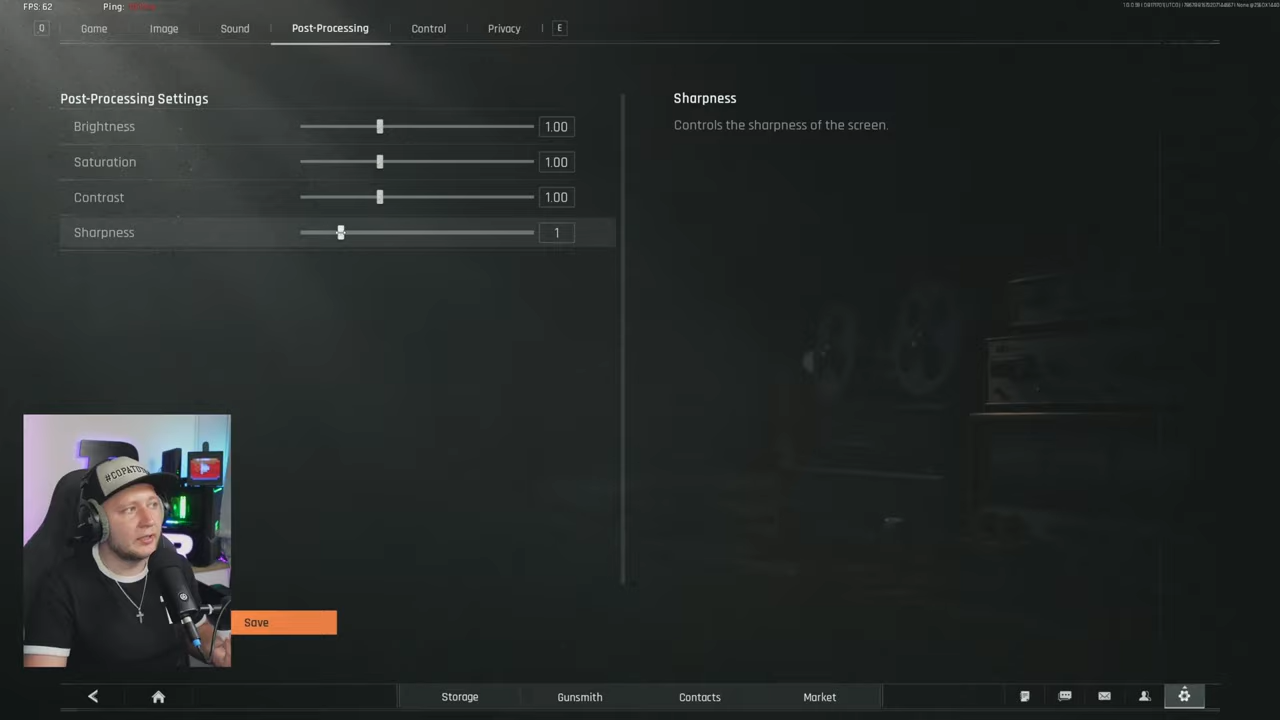 FPS: 62 Ping:
Q Game Image Sound Post-Processing Control Privacy E
Post-Processing Settings
Brightness 1.00
Saturation 1.00
Contrast 1.00
Sharpness 1
Sharpness
Controls the sharpness of the screen.
Save
Storage Gunsmith Contacts Market